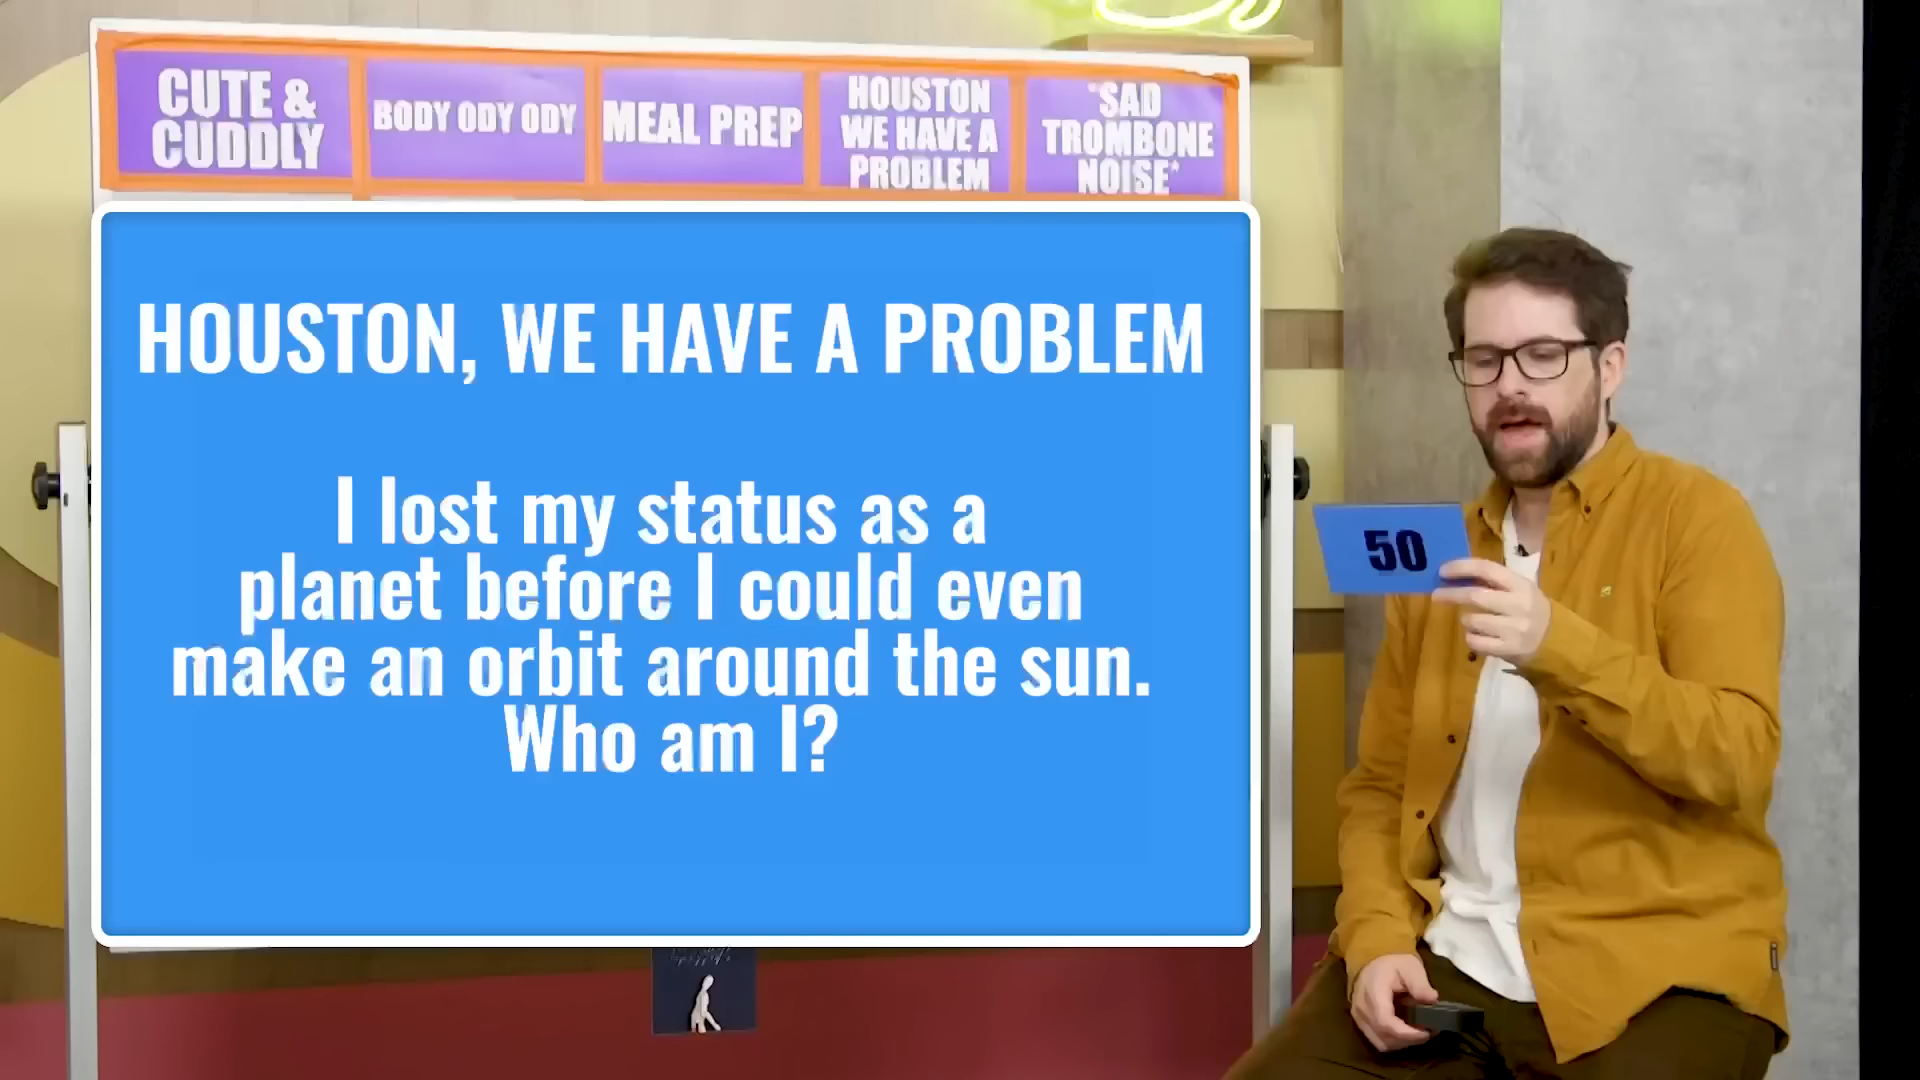 CUTE &
CUDDLY
BODY ODY ODY
MEAL PREP
HOUSTON
WE HAVE A
PROBLEM
*SAD
TROMBONE
NOISE*
HOUSTON, WE HAVE A PROBLEM
I lost my status as a
planet before I could even
make an orbit around the sun.
Who am I?
50